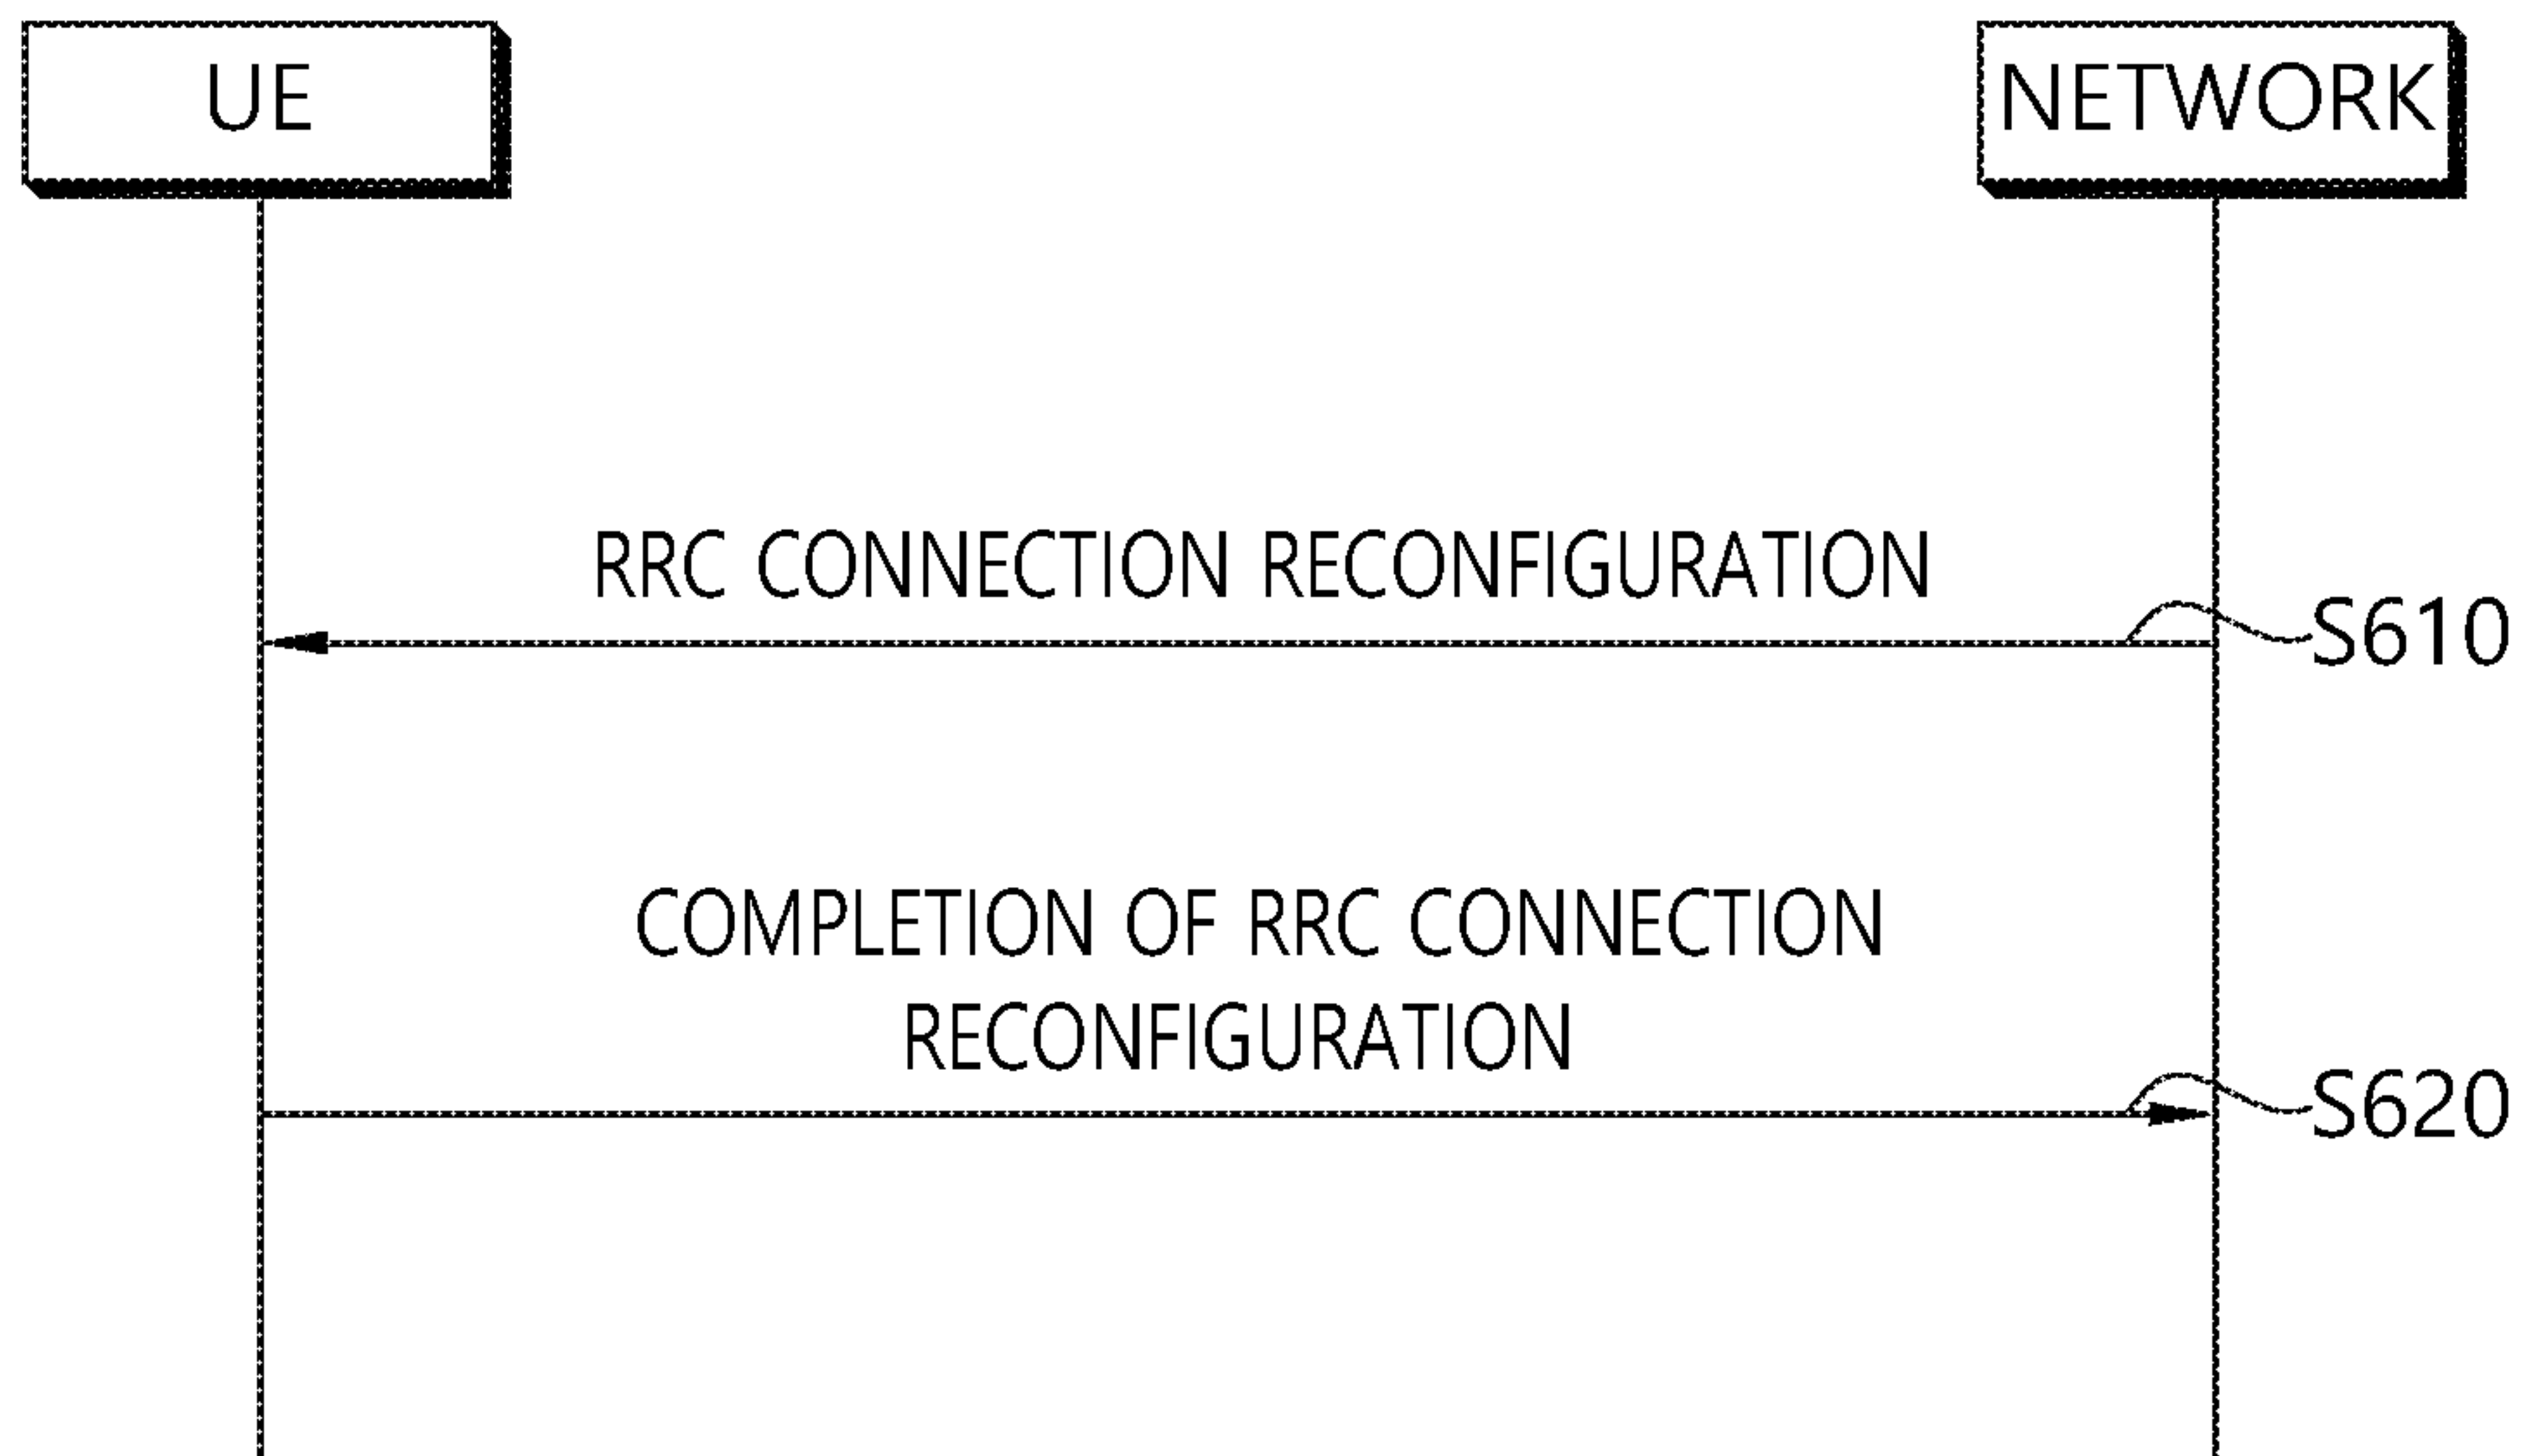 UE
NETWORK
RRC CONNECTION RECONFIGURATION
S610
COMPLETION OF RRC CONNECTION
RECONFIGURATION
S620